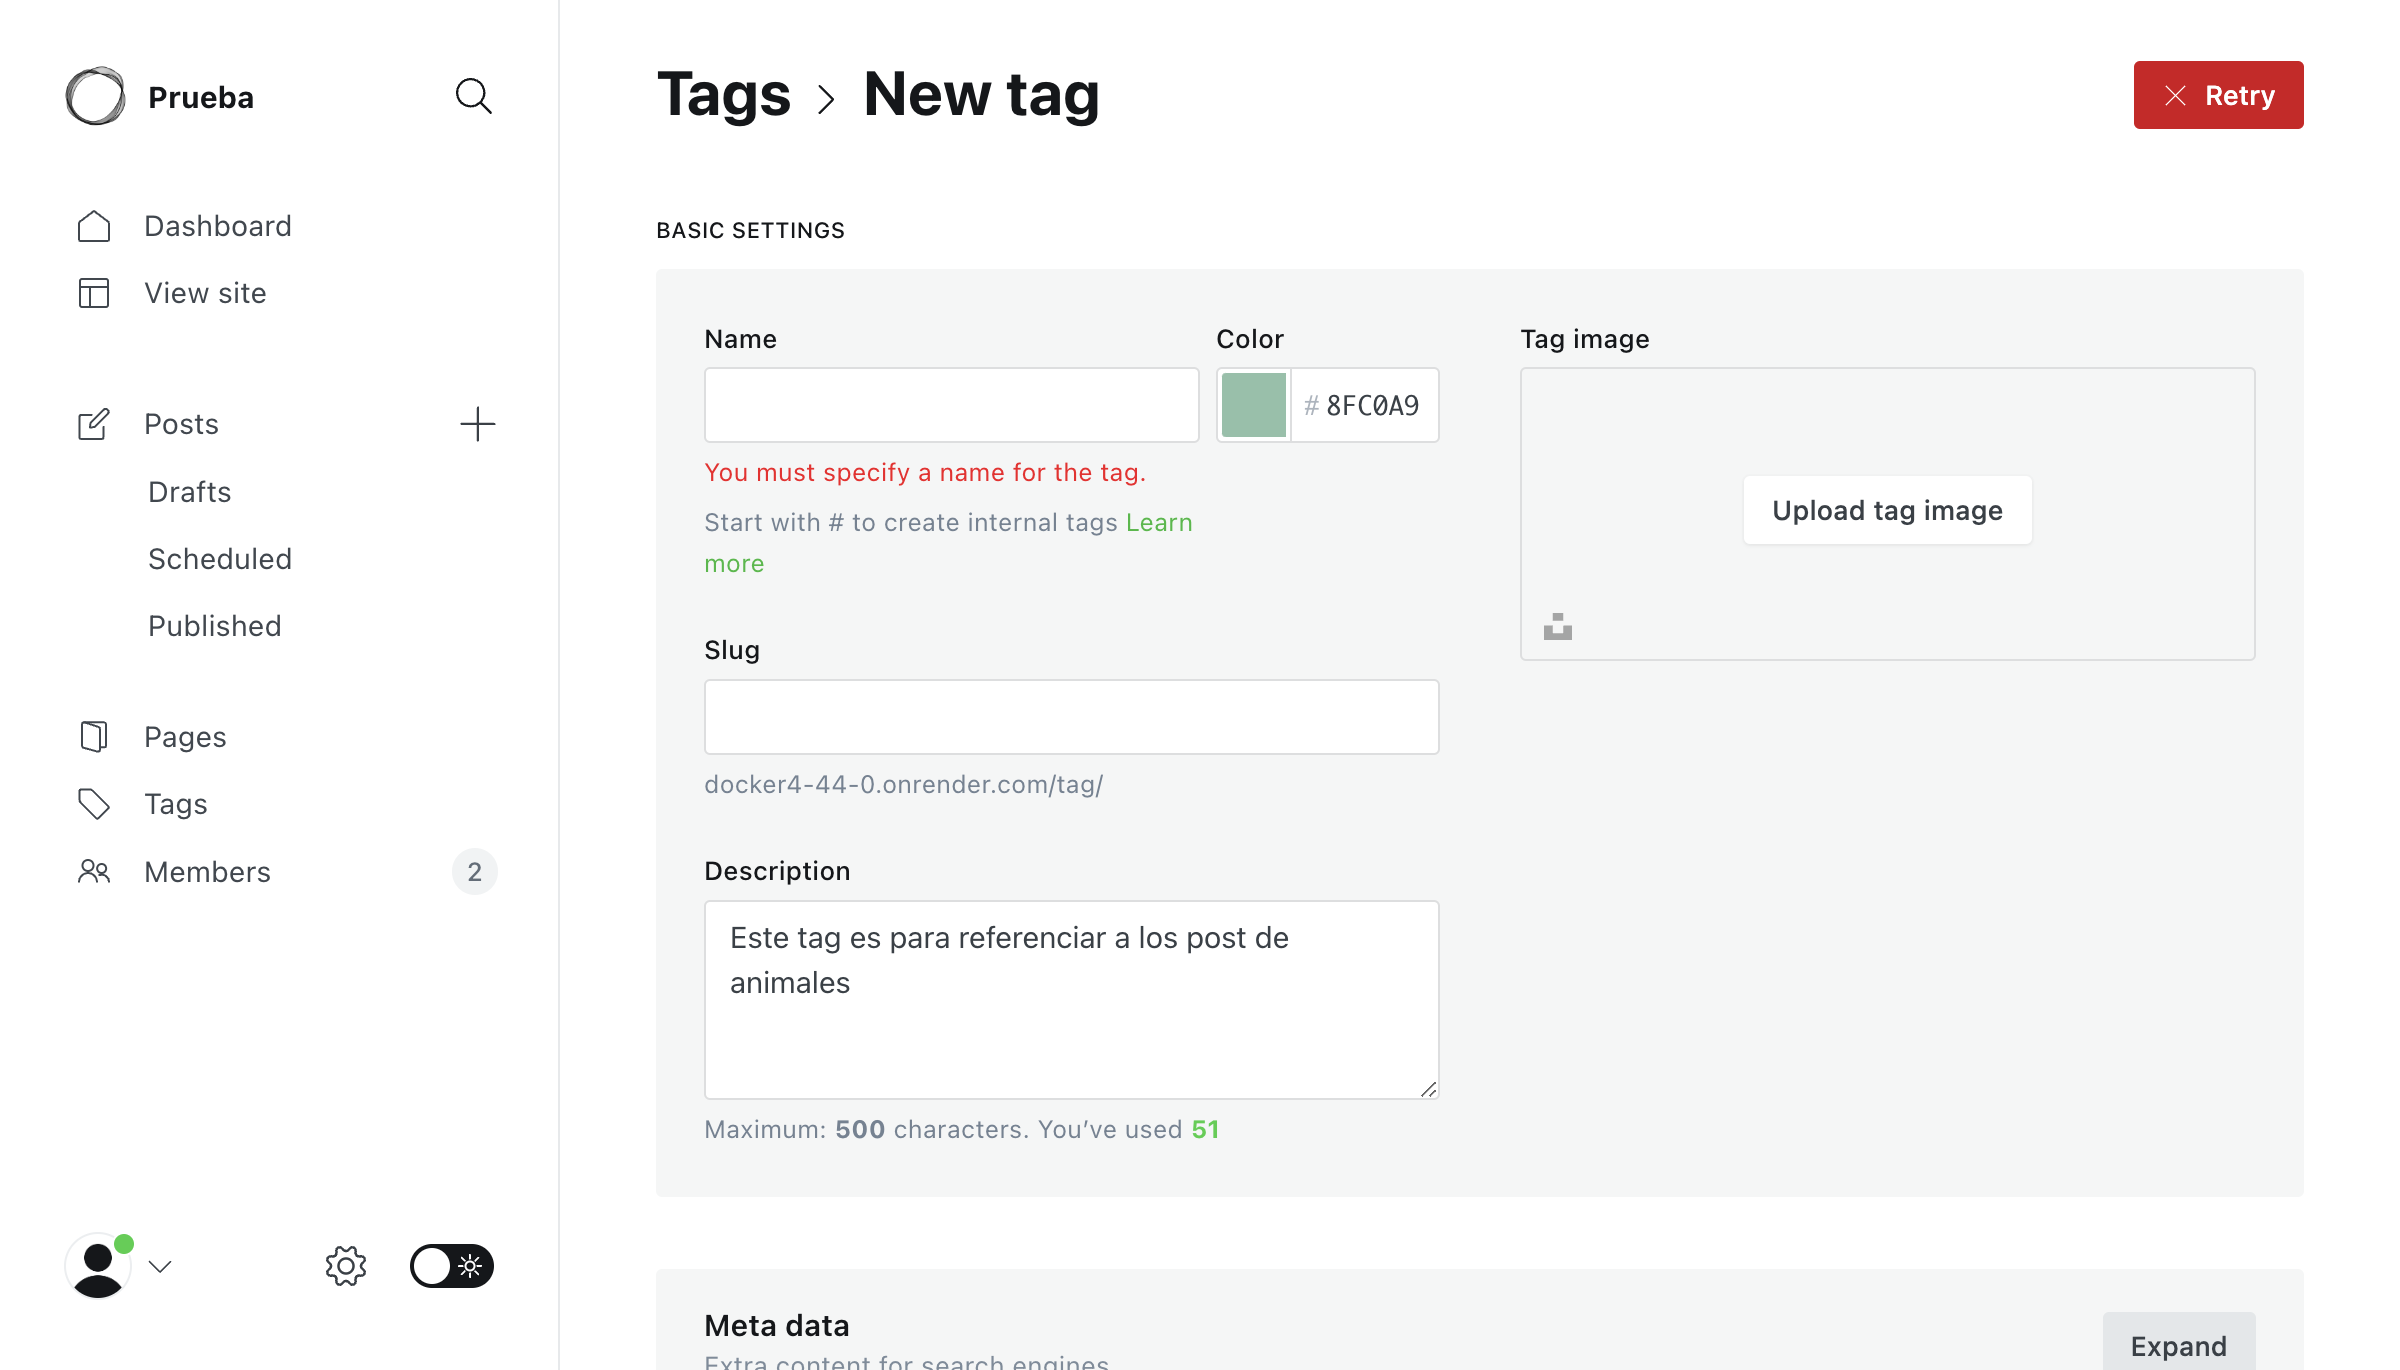 Prueba
Dashboard
View site
Posts
Drafts
Scheduled
Published
Pages
Tags
Members
2
Tags
New tag
Retry
BASIC SETTINGS
Name
Color
Tag image
# 8FC0A9
You must specify a name for the tag.
Start with # to create internal tags Learn
more
Upload tag image
Slug
docker4-44-0.onrender.com/tag/
Description
Este tag es para referenciar a los post de
animales
Maximum: 500 characters. You’ve used 51
Meta data
Extra content for search engines
Expand